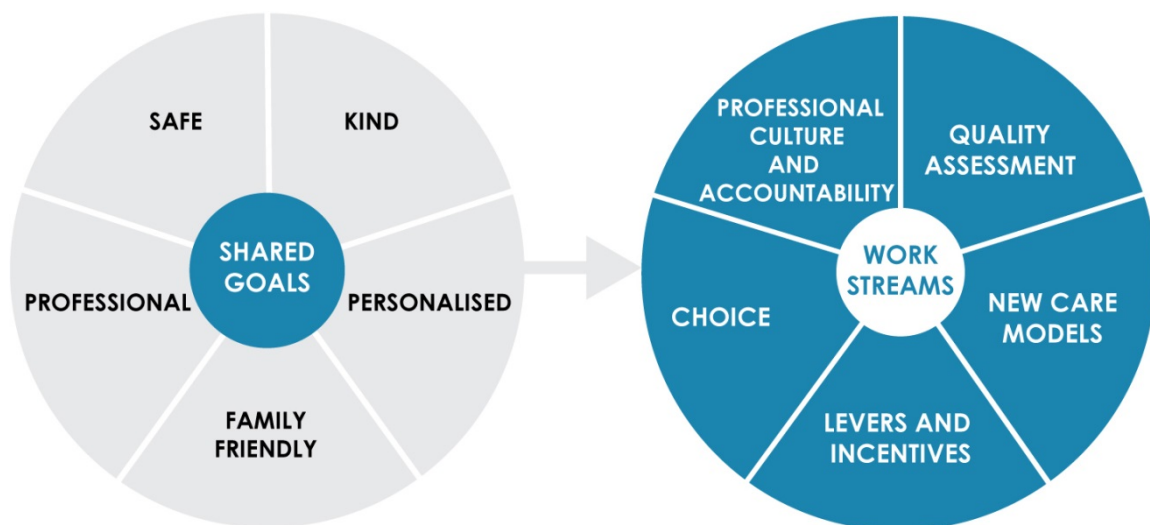 SAFE
KIND
SHARED
GOALS
PROFESSIONAL
PERSONALISED
FAMILY
FRIENDLY
PROFESSIONAL
CULTURE
AND
ACCOUNTABILITY
QUALITY
ASSESSMENT
WORK
STREAMS
CHOICE
NEW CARE
MODELS
LEVERS AND
INCENTIVES